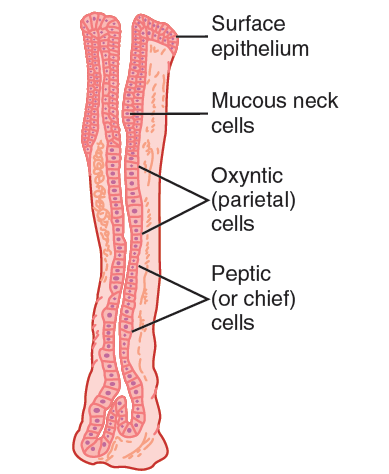 Surface
epithelium
Mucous neck
cells
Oxyntic
(parietal)
cells
Peptic
(or chief)
cells